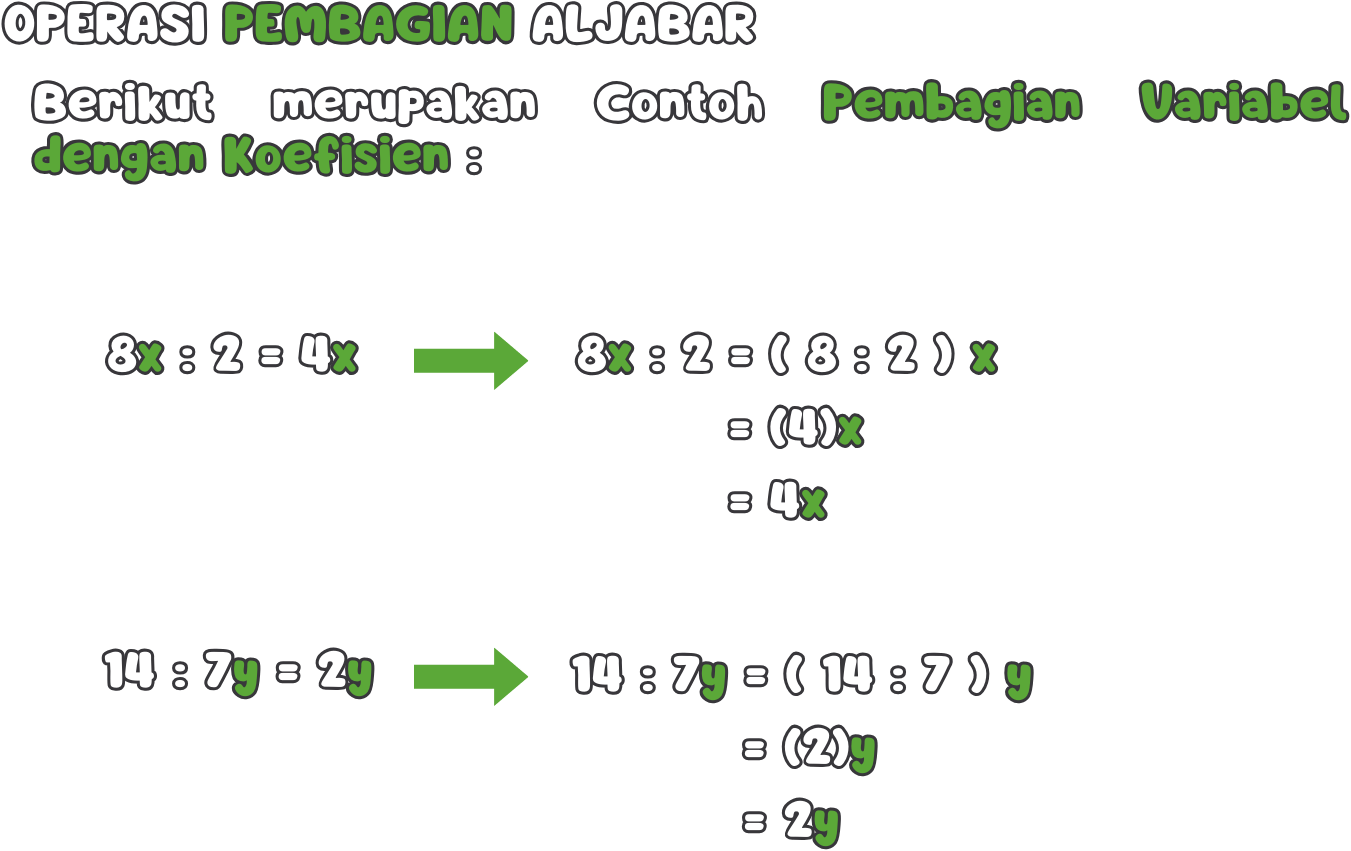 OPERASI PEMBAGIAN ALJABAR
Berikut merupakan Contoh Pembagian Variabel
dengan Koefisien :
8x : 2 = 4x
8x : 2 = ( 8 : 2 ) x
= (4)x
= 4x
14 : 7y = 2y
14 : 7y = ( 14 : 7 ) y
= (2)y
= 2y